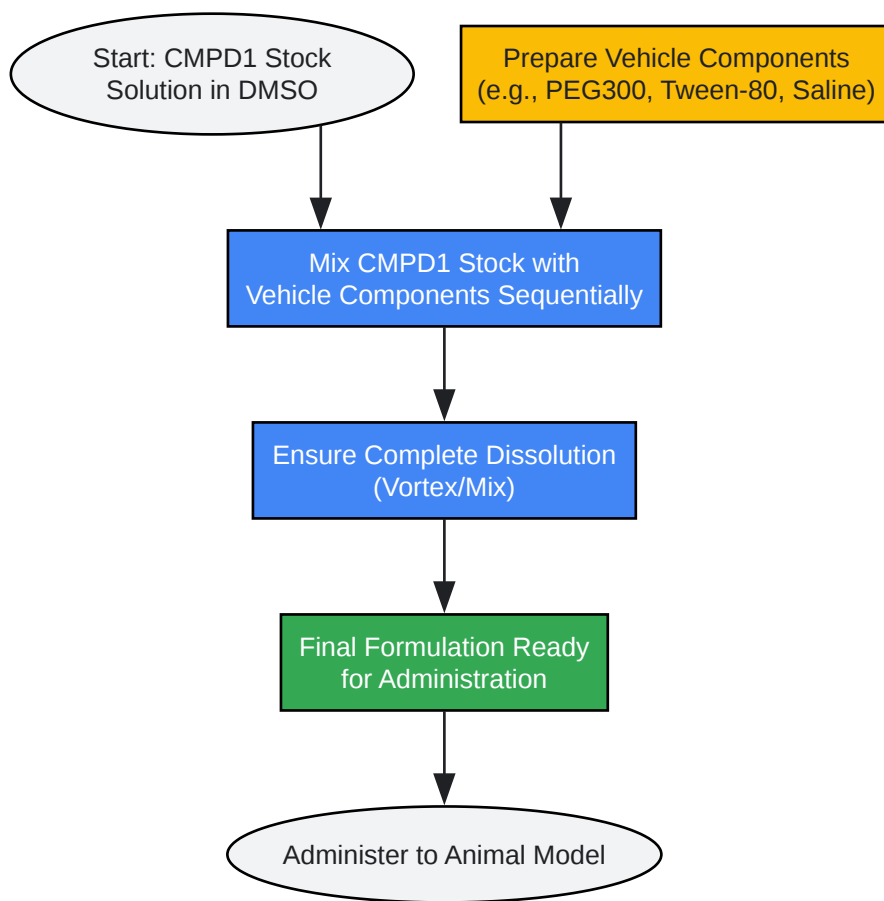 Start: CMPD1 Stock
Solution in DMSO
Prepare Vehicle Components
(e.g., PEG300, Tween-80, Saline)
Mix CMPD1 Stock with
Vehicle Components Sequentially
Ensure Complete Dissolution
(Vortex/Mix)
Final Formulation Ready
for Administration
Administer to Animal Model